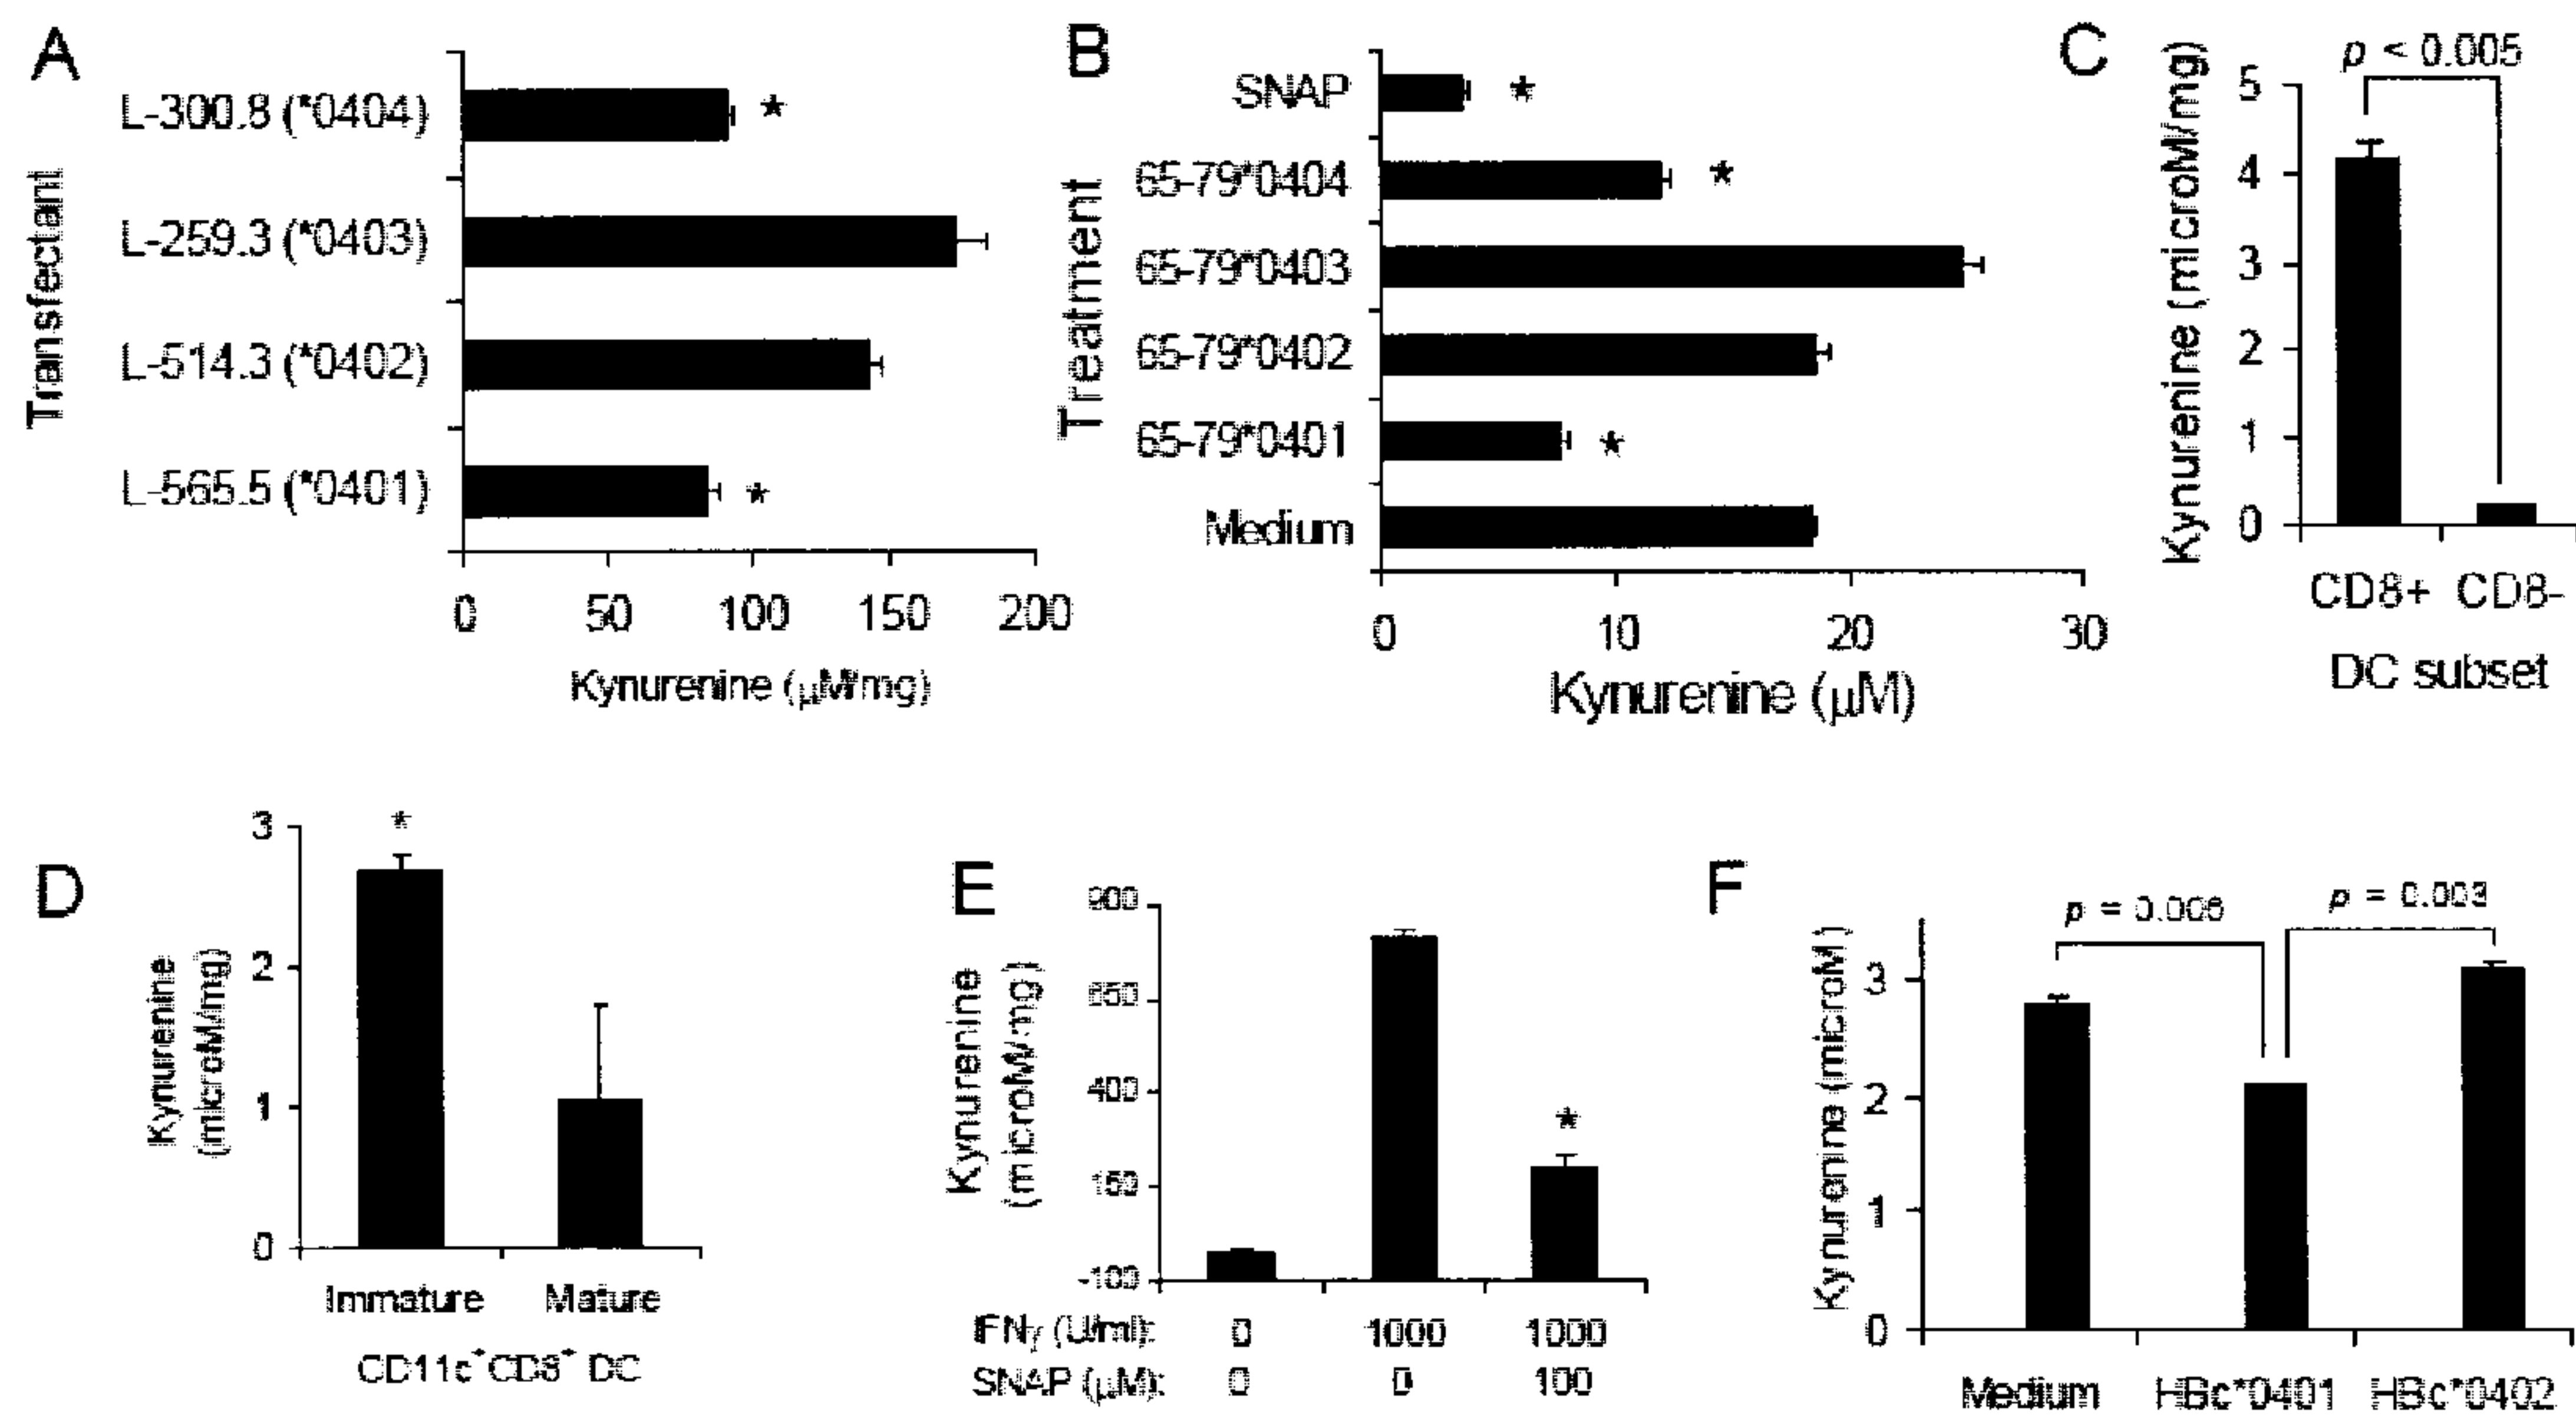 A
Transfectant
L-300.8 (*0404)
L-259.3 (*0403)
L-514.3 (*0402)
L-565.5 (*0401)
0 50 100 150 200
Kynurenine (μM/mg)
B
Treatment
SNAP
65-79*0404
65-79*0403
65-79*0402
65-79*0401
Medium
0 10 20 30
Kynurenine (μM)
C
p < 0.005
Kynurenine (microM/mg)
5
4
3
2
1
0
CD8+ CD8-
DC subset
D
Kynurenine
(microM/mg)
3
2
1
0
Immature Mature
CD11c+CD8+ DC
E
Kynurenine
(microM/mg)
900
650
400
150
-100
IFNγ (U/ml): 0 1000 1000
SNAP (μM): 0 0 100
F
p = 0.006
p = 0.003
Kynurenine (microM)
3
2
1
0
Medium HBc*0401 HBc*0402